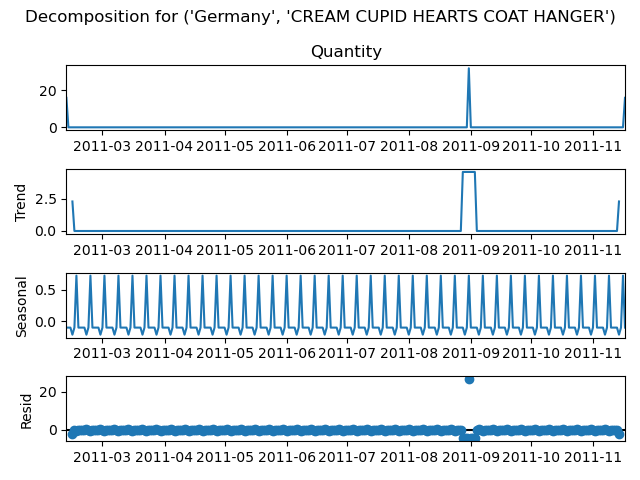 Decomposition for ('Germany', 'CREAM CUPID HEARTS COAT HANGER')
Quantity
20
0
2011-03 2011-04 2011-05 2011-06 2011-07 2011-08 2011-09 2011-10 2011-11
Trend
2.5
0.0
2011-03 2011-04 2011-05 2011-06 2011-07 2011-08 2011-09 2011-10 2011-11
Seasonal
0.5
0.0
2011-03 2011-04 2011-05 2011-06 2011-07 2011-08 2011-09 2011-10 2011-11
Resid
20
0
2011-03 2011-04 2011-05 2011-06 2011-07 2011-08 2011-09 2011-10 2011-11